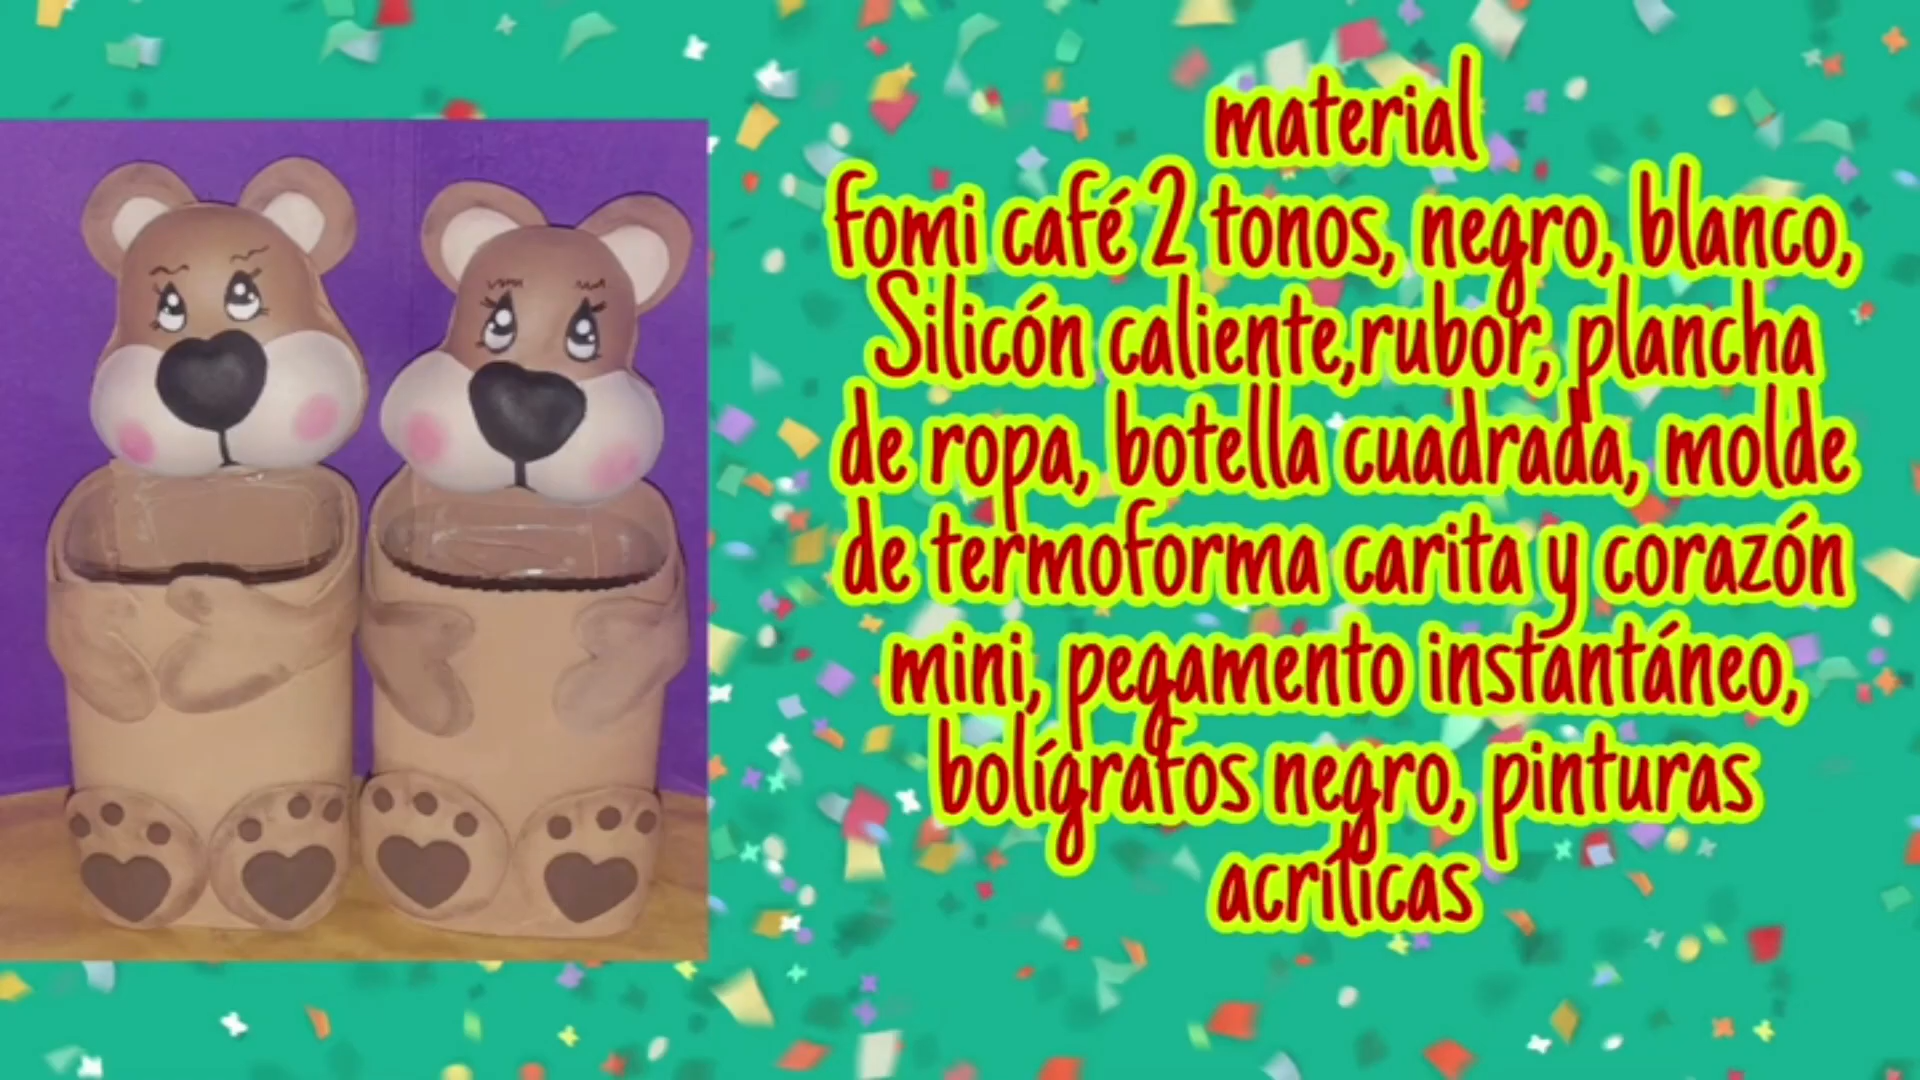 material
fomi café 2 tonos, negro, blanco,
Silicón caliente,rubor, plancha
de ropa, botella cuadrada, molde
de termoforma carita y corazón
mini, pegamento instantáneo,
bolígrafos negro, pinturas
acrílicas